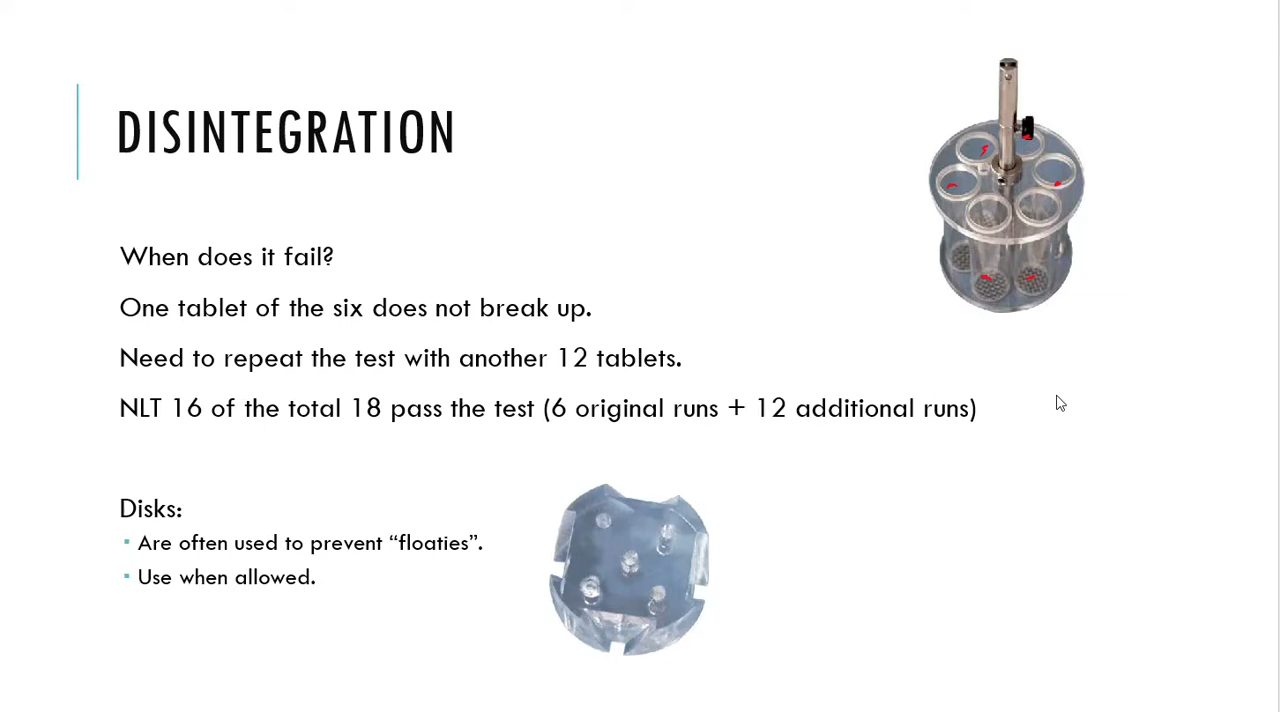 DISINTEGRATION
When does it fail?
One tablet of the six does not break up.
Need to repeat the test with another 12 tablets.
NLT 16 of the total 18 pass the test (6 original runs + 12 additional runs)
Disks:
▪ Are often used to prevent “floaties”.
▪ Use when allowed.